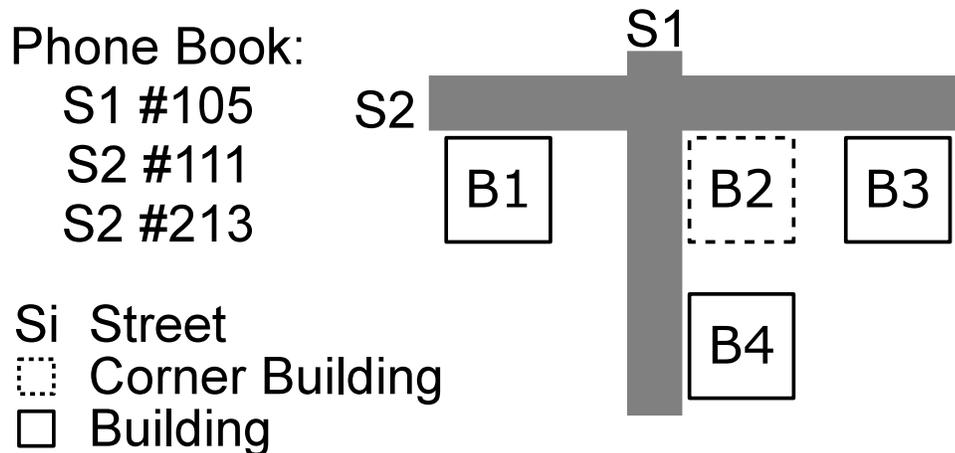 Phone Book:
S1 #105
S2 #111
S2 #213
Si Street
Corner Building
Building
S1
S2
B1
B2
B3
B4